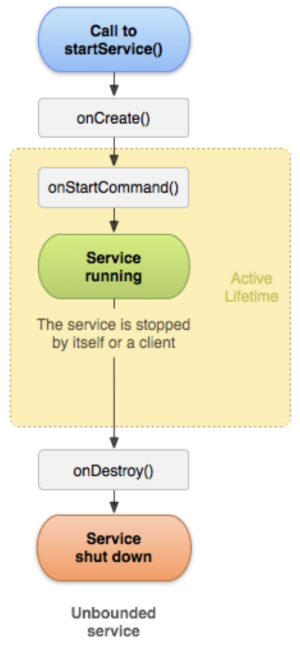 Call to
startService()
onCreate()
onStartCommand()
Service
running
Active
Lifetime
The service is stopped
by itself or a client
onDestroy()
Service
shut down
Unbounded
service